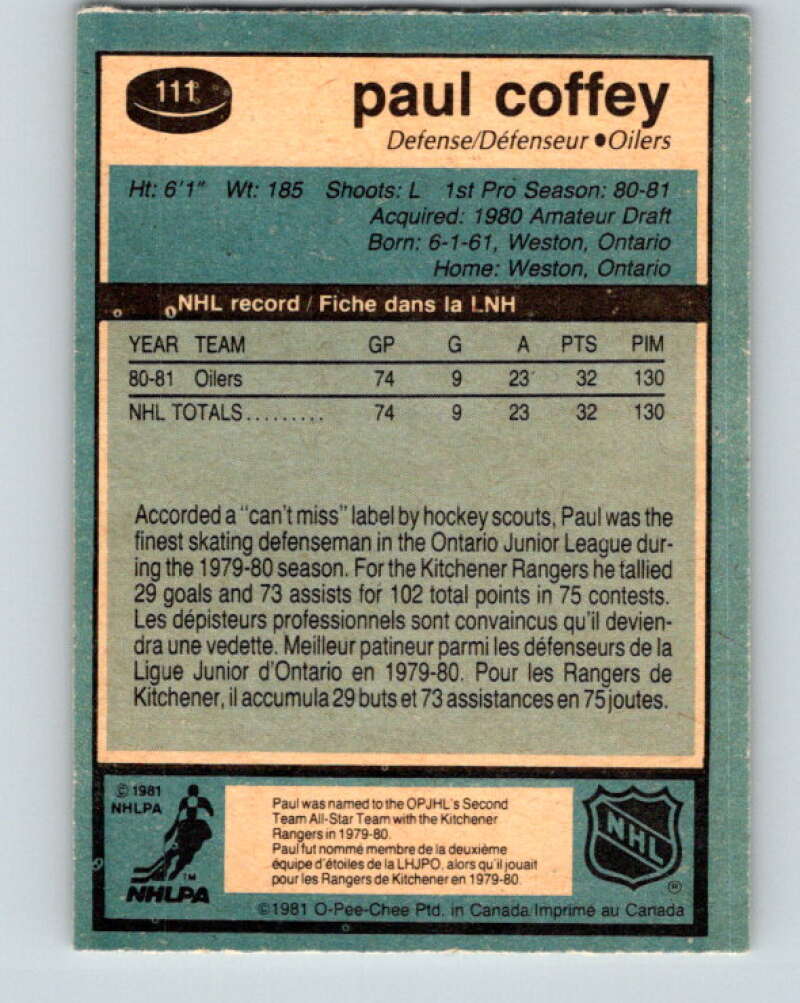 111
paul coffey
Defense/Défenseur ●Oilers
Ht: 6'1" Wt: 185 Shoots: L 1st Pro Season: 80-81
Acquired: 1980 Amateur Draft
Born: 6-1-61, Weston, Ontario
Home: Weston, Ontario
NHL record / Fiche dans la LNH
YEAR TEAM GP G A PTS PIM
80-81 Oilers 74 9 23 32 130
NHL TOTALS......... 74 9 23 32 130
Accorded a "can't miss" label by hockey scouts, Paul was the
finest skating defenseman in the Ontario Junior League dur-
ing the 1979-80 season. For the Kitchener Rangers he tallied
29 goals and 73 assists for 102 total points in 75 contests.
Les dépisteurs professionnels sont convaincus qu'il devien-
dra une vedette. Meilleur patineur parmi les défenseurs de la
Ligue Junior d'Ontario en 1979-80. Pour les Rangers de
Kitchener, il accumula 29 buts et 73 assistances en 75 joutes.
©1981
NHLPA
TM
NHLPA
Paul was named to the OPJHL's Second
Team All-Star Team with the Kitchener
Rangers in 1979-80.
Paul fut nommé membre de la deuxième
équipe d'étoiles de la LHJPO, alors qu'il jouait
pour les Rangers de Kitchener en 1979-80.
NHL
®
©1981 O-Pee-Chee Ptd. in Canada/Imprimé au Canada